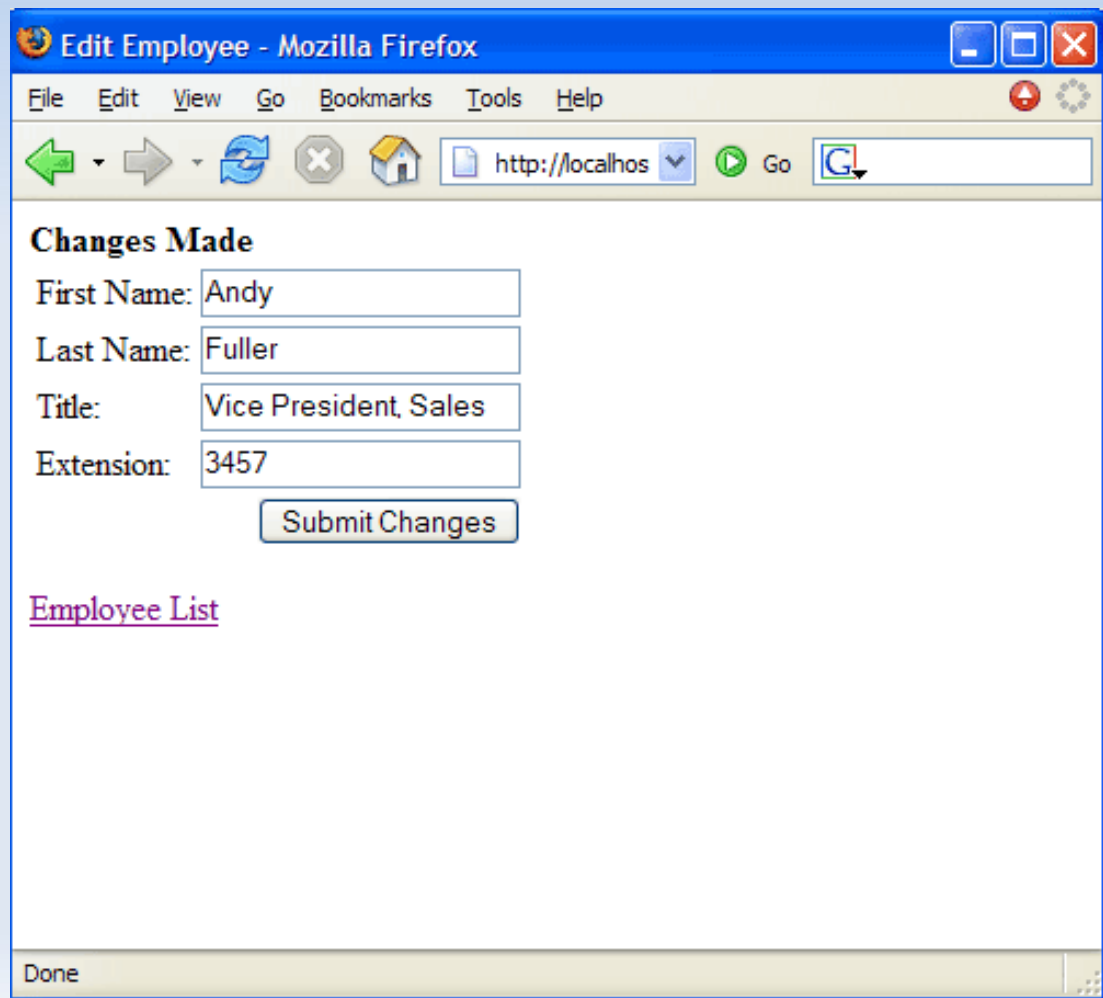 Edit Employee - Mozilla Firefox
File Edit View Go Bookmarks Tools Help
http://localhos Go G
Changes Made
First Name: Andy
Last Name: Fuller
Title: Vice President, Sales
Extension: 3457
Submit Changes
Employee List
Done